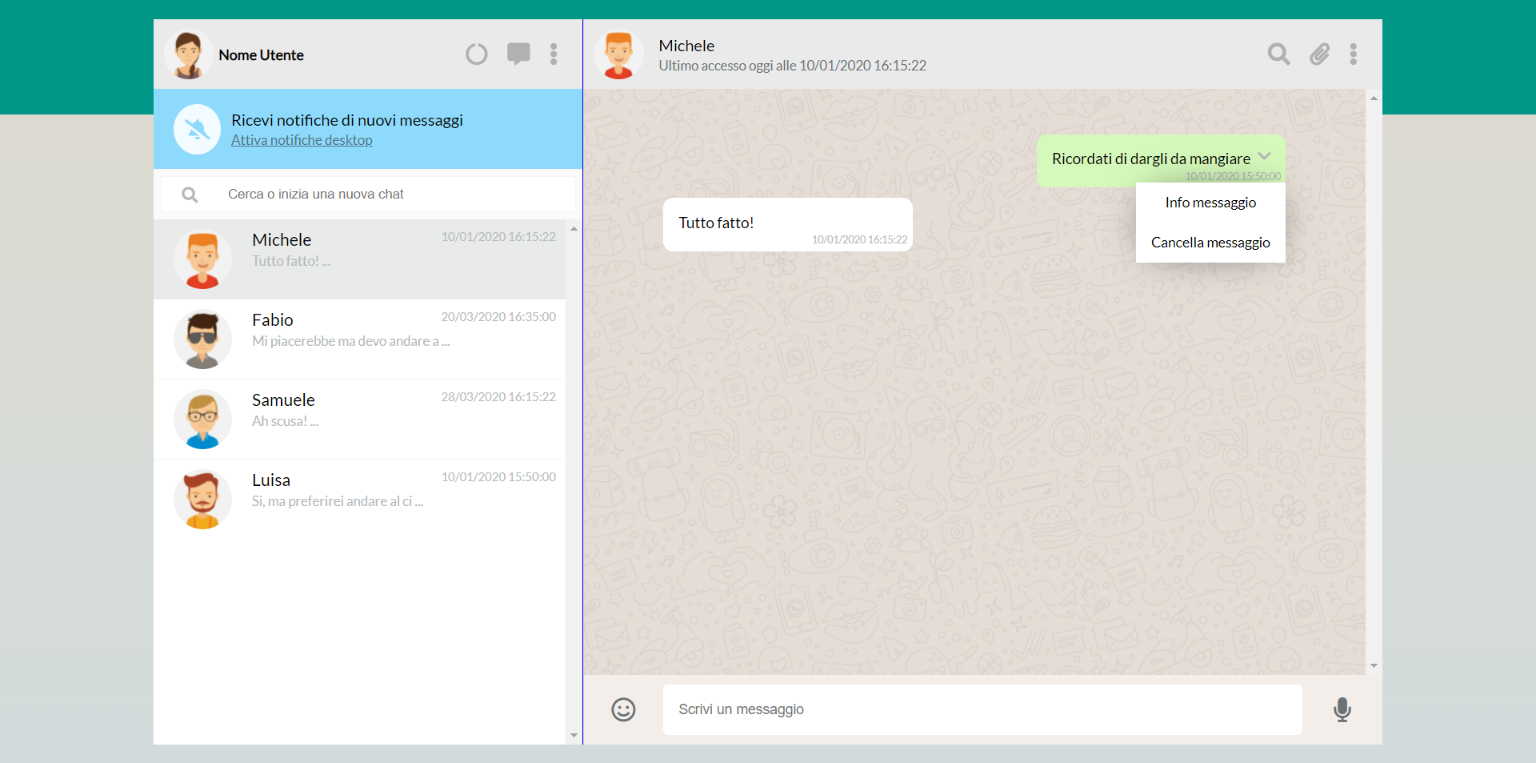 Nome Utente
Ricevi notifiche di nuovi messaggi
Attiva notifiche desktop
Cerca o inizia una nuova chat
Michele
10/01/2020 16:15:22
Tutto fatto! ...
Fabio
20/03/2020 16:35:00
Mi piacerebbe ma devo andare a ...
Samuele
28/03/2020 16:15:22
Ah scusa! ...
Luisa
10/01/2020 15:50:00
Si, ma preferirei andare al ci ...
Michele
Ultimo accesso oggi alle 10/01/2020 16:15:22
Ricordati di dargli da mangiare
10/01/2020 15:50:00
Info messaggio
Cancella messaggio
Tutto fatto!
10/01/2020 16:15:22
Scrivi un messaggio